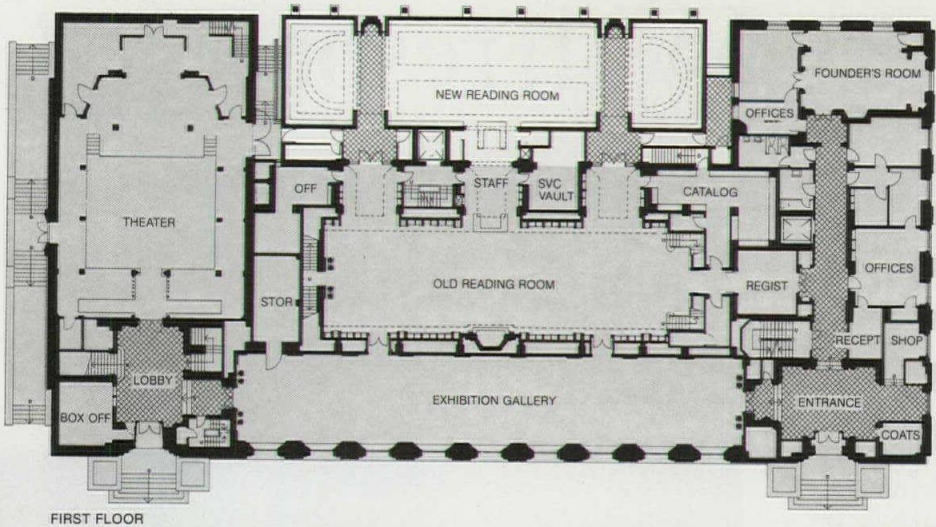 FOUNDER'S ROOM
NEW READING ROOM
OFFICES
OFF
STAFF
SVC
VAULT
CATALOG
THEATER
OLD READING ROOM
REGIST
OFFICES
STOR
RECEPT
SHOP
LOBBY
BOX OFF
EXHIBITION GALLERY
ENTRANCE
COATS
FIRST FLOOR